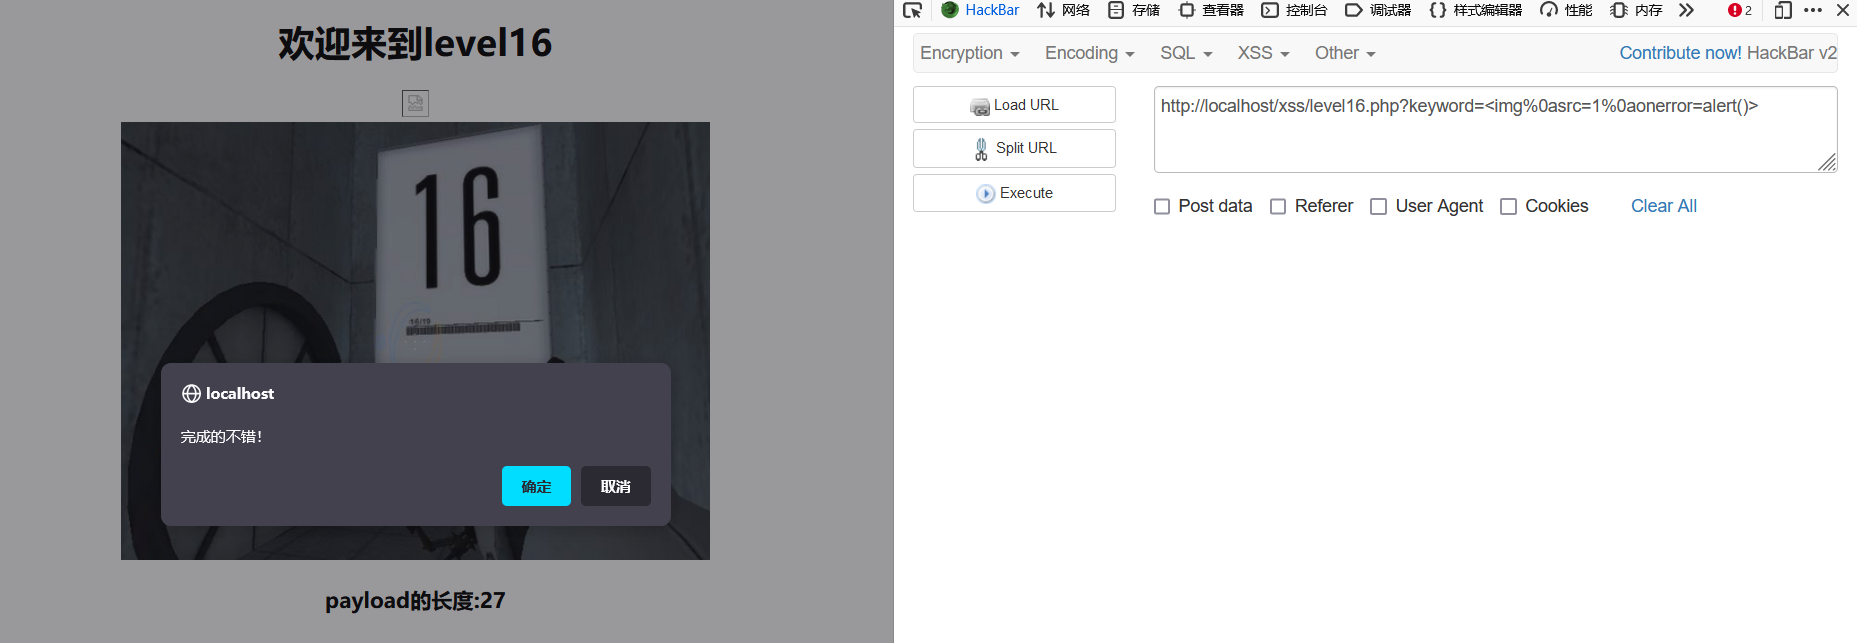 欢迎来到level16
16
localhost
完成的不错！
确定
取消
payload的长度:27
HackBar
网络
存储
查看器
控制台
调试器
样式编辑器
性能
内存
2
Encryption
Encoding
SQL
XSS
Other
Contribute now! HackBar v2
Load URL
Split URL
Execute
http://localhost/xss/level16.php?keyword=<img%0asrc=1%0aonerror=alert()>
Post data
Referer
User Agent
Cookies
Clear All